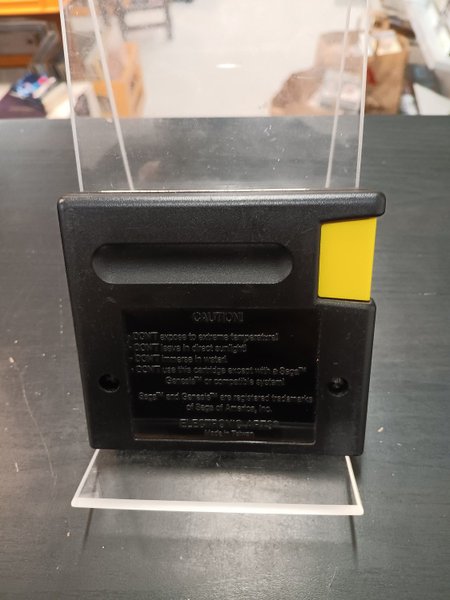 CAUTION!
- DON'T expose to extreme temperature!
- DON'T leave in direct sunlight!
- DON'T immerse in water!
- DON'T use this cartridge except with a Sega™
Genesis™ or compatible system!
Sega™ and Genesis™ are registered trademarks
of Sega of America, Inc.
ELECTRONIC ARTS®
Made in Taiwan